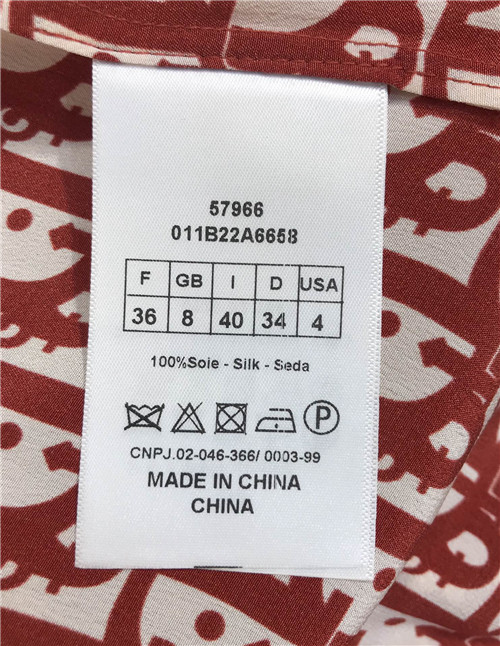 57966
011B22A6658
F GB I D USA
36 8 40 34 4
100%Soie - Silk - Seda
P
CNPJ.02-046-366/ 0003-99
MADE IN CHINA
CHINA